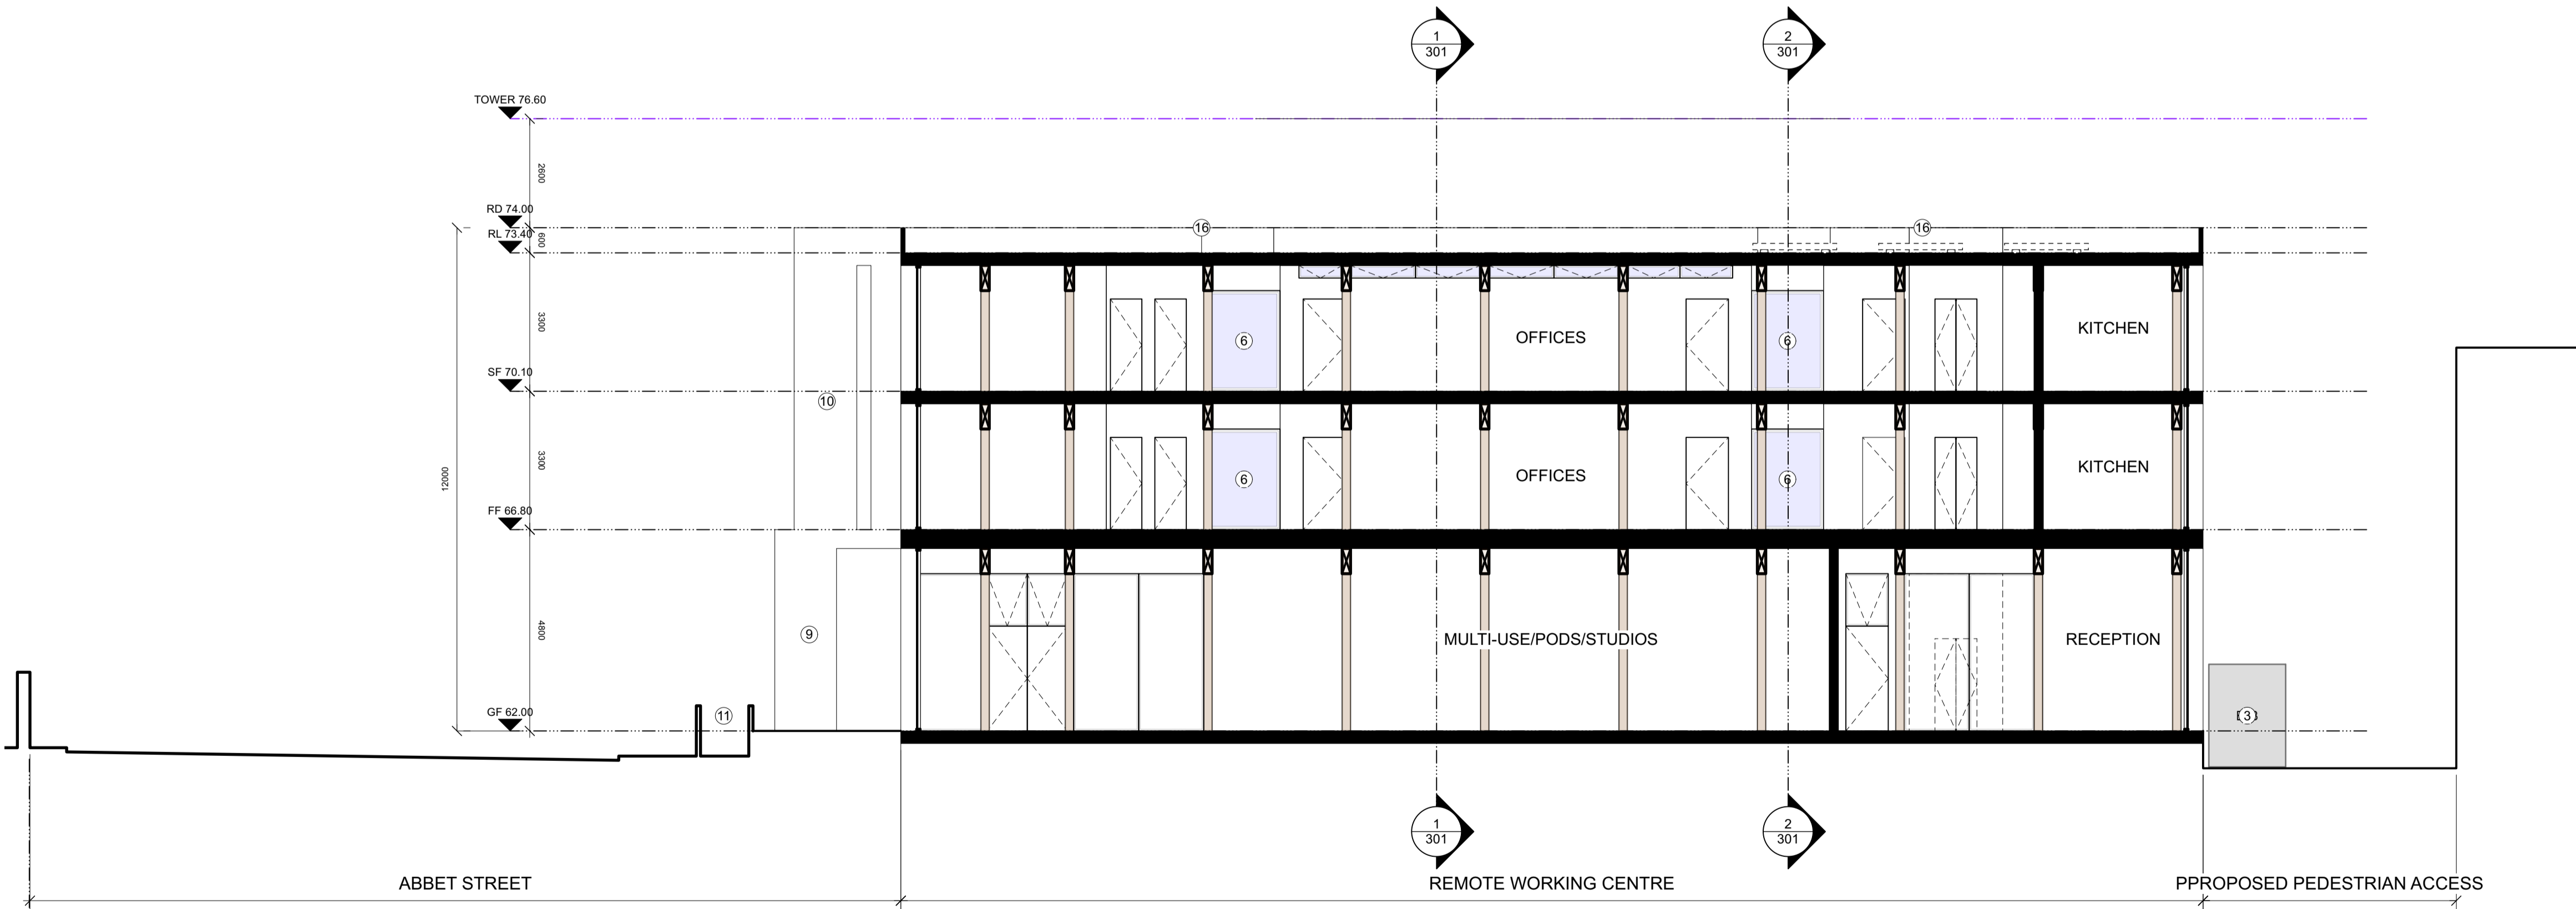 1
301
2
301
TOWER 76.60
2600
RD 74.00
16
16
RL 73.40
600
3300
OFFICES
KITCHEN
6
6
SF 70.10
10
3300
12000
OFFICES
KITCHEN
6
6
FF 66.80
4800
9
MULTI-USE/PODS/STUDIOS
RECEPTION
GF 62.00
11
3
1
301
2
301
ABBET STREET
REMOTE WORKING CENTRE
PPROPOSED PEDESTRIAN ACCESS